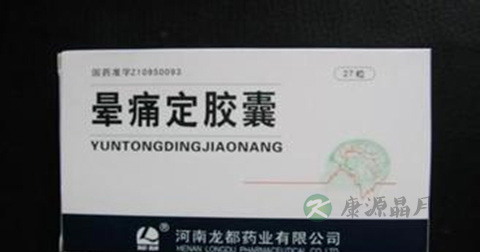 国药准字Z10950093
27粒
晕痛定胶囊
YUNTONGDINGJIAONANG
康源晶月
河南龙都药业有限公司
HENAN LONGDU PHARMACEUTICAL CO., LTD